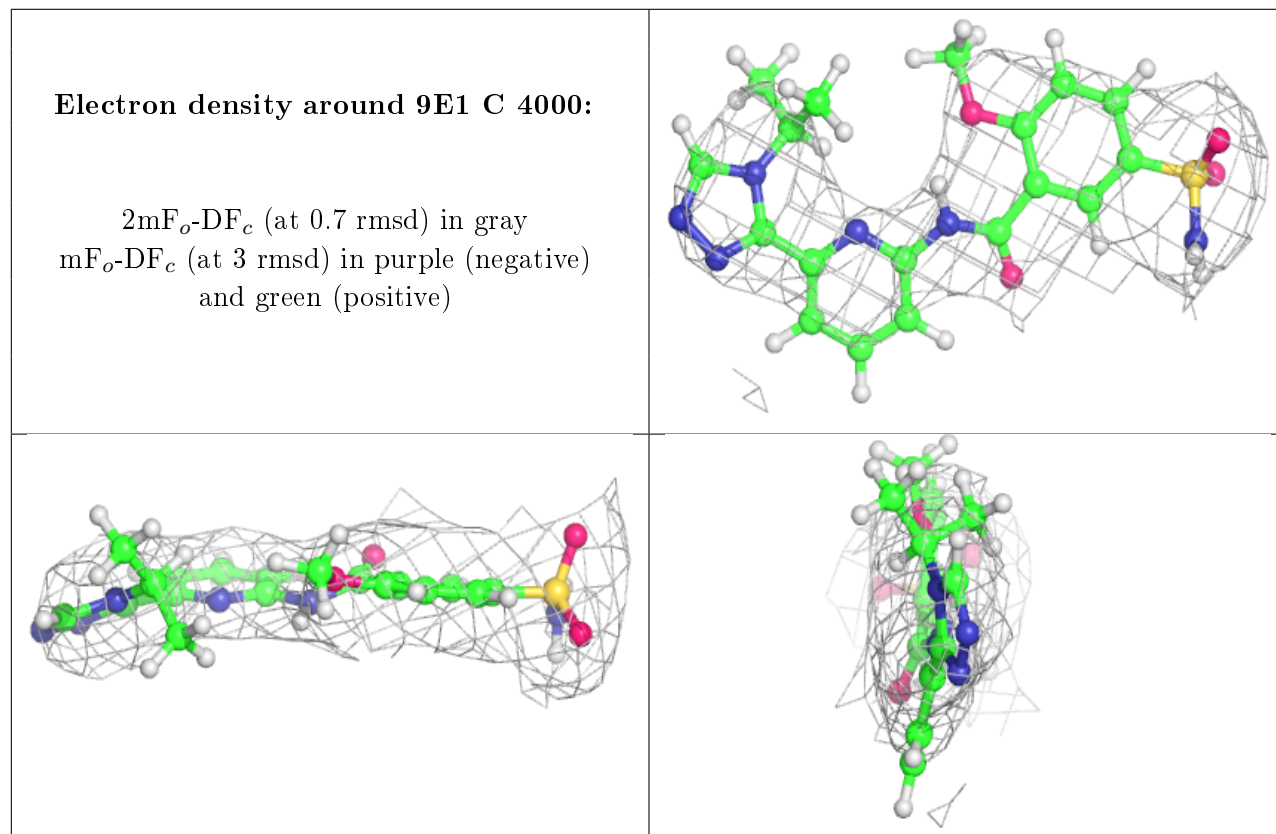 Electron density around 9E1 C 4000:
2mFo-DFc (at 0.7 rmsd) in gray
mFo-DFc (at 3 rmsd) in purple (negative)
and green (positive)